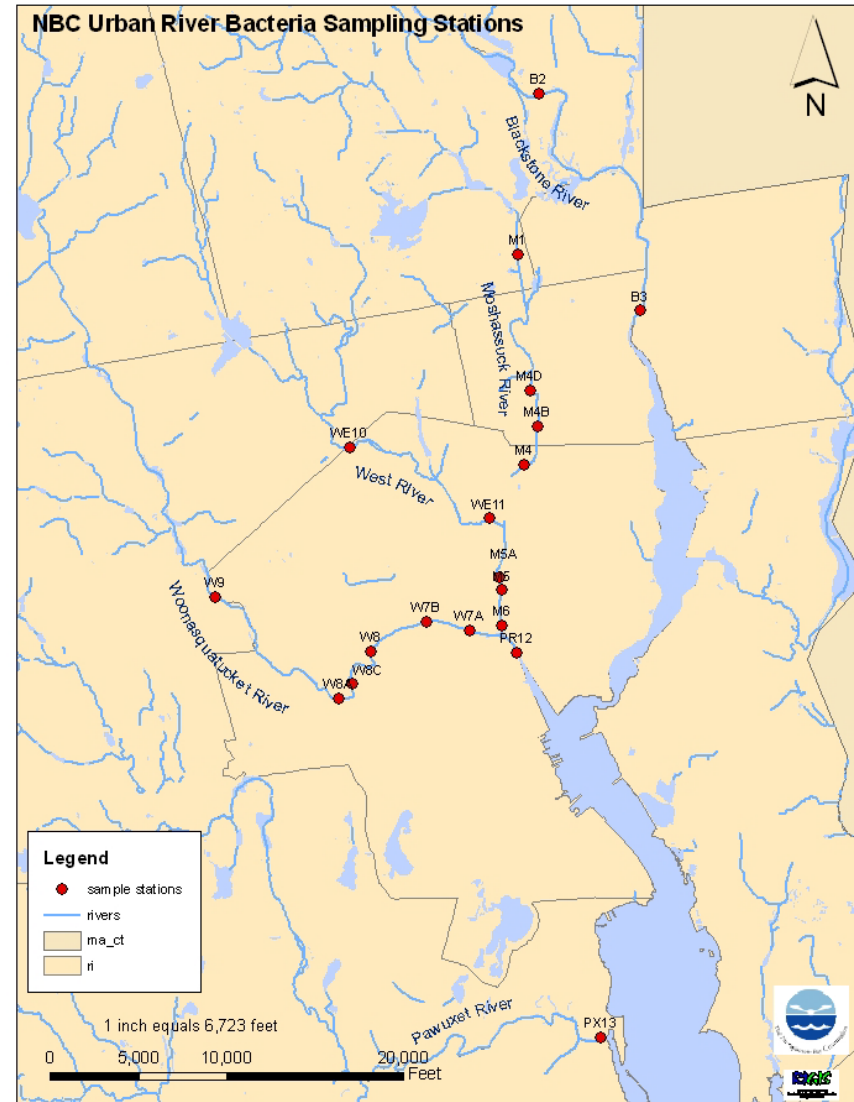 NBC Urban River Bacteria Sampling Stations
N
B2
Blackstone River
M1
B3
Moshassuck River
M4D
M4B
WE10
M4
West River
WE11
M5A
M5
W9
W7B
M6
W7A
Woonasquatucket River
W8
PR12
W8C
W8A
Legend
sample stations
rivers
ma_ct
ri
Pawuxet River
PX13
1 inch equals 6,723 feet
0 5,000 10,000 20,000
Feet
RIGIS